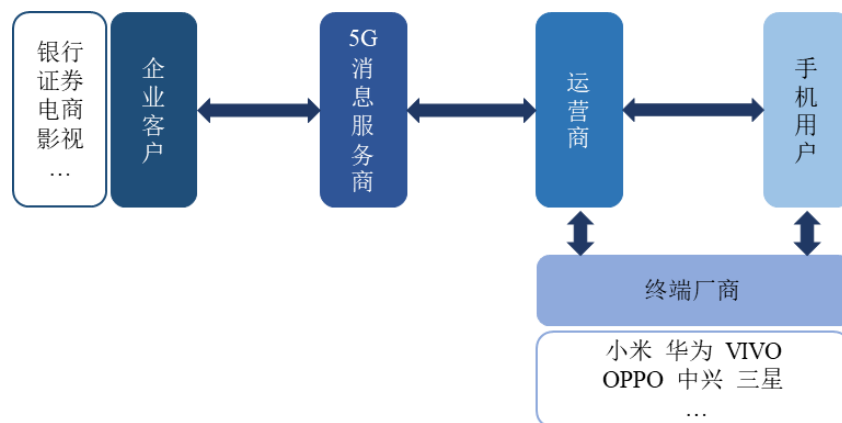 银行
证券
电商
影视
…
企业客户
5G
消息服务商
运营商
手机用户
终端厂商
小米 华为 VIVO
OPPO 中兴 三星
…